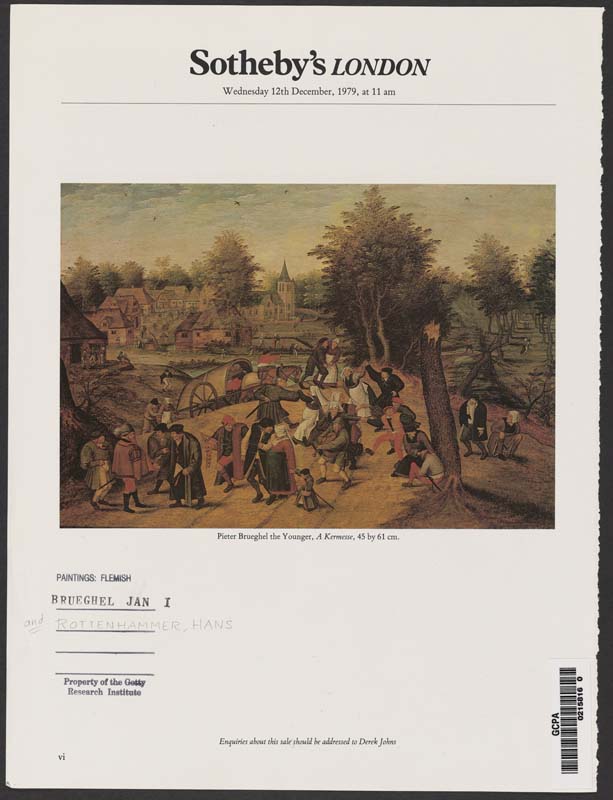 Sotheby's LONDON
Wednesday 12th December, 1979, at 11 am
Pieter Brueghel the Younger, A Kermesse, 45 by 61 cm.
PAINTINGS: FLEMISH
BRUEGHEL JAN I
and ROTTENHAMMER, HANS
Property of the Getty
Research Institute
GCPA
0215816 0
Enquiries about this sale should be addressed to Derek Johns
vi